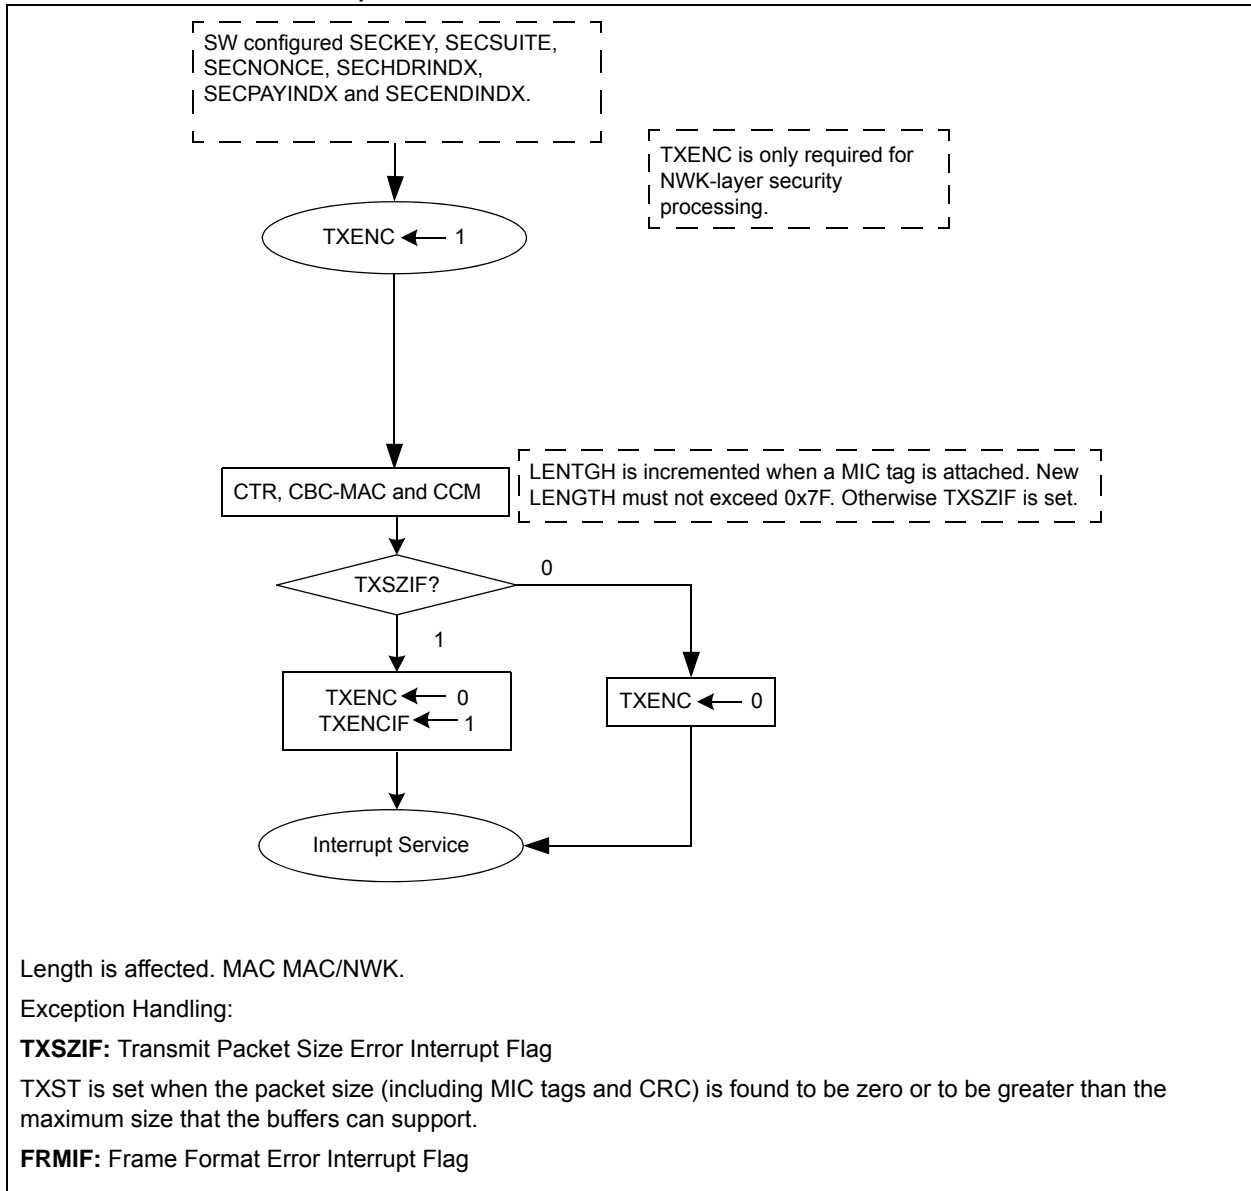 SW configured SECKEY, SECSUITE,
SECNONCE, SECHDRINDX,
SECPAYINDX and SECENDINDX.
TXENC is only required for
NWK-layer security
processing.
TXENC 1
LENTGH is incremented when a MIC tag is attached. New
LENGTH must not exceed 0x7F. Otherwise TXSZIF is set.
CTR, CBC-MAC and CCM
TXSZIF?
0
1
TXENC 0
TXENCIF 1
TXENC 0
Interrupt Service
Length is affected. MAC MAC/NWK.
Exception Handling:
TXSZIF: Transmit Packet Size Error Interrupt Flag
TXST is set when the packet size (including MIC tags and CRC) is found to be zero or to be greater than the
maximum size that the buffers can support.
FRMIF: Frame Format Error Interrupt Flag